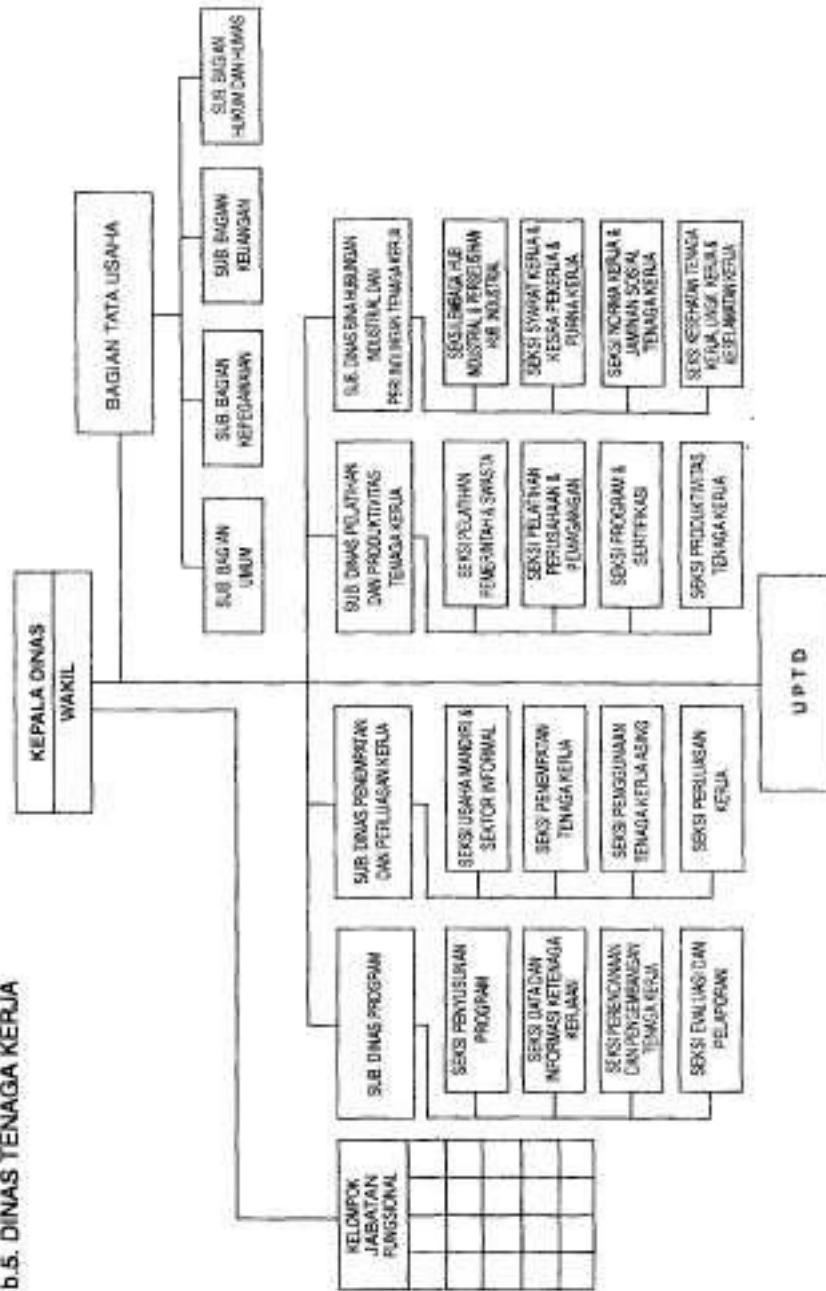 b.5. DINAS TENAGA KERJA
KEPALA DINAS
WAKIL
BAGIAN TATA USAHA
SUB BAGIAN
UMUM
SUB BAGIAN
KEPEGAWAIAN
SUB. BAGIAN
KEUANGAN
SUB. BAGIAN
HUKUM DAN HUMAS
KELOMPOK
JABATAN
FUNGSIONAL
SUB. DINAS PROGRAM
SEKSI PENYUSUNAN
PROGRAM
SEKSI DATA DAN
INFORMASI KETENAGA
KERJAAN
SEKSI PERENCANAAN
DAN PENGEMBANGAN
TENAGA KERJA
SEKSI EVALUASI DAN
PELAPORAN
SUB. DINAS PENEMPATAN
DAN PERLUASAN KERJA
SEKSI USAHA MANDIRI &
SEKTOR INFORMAL
SEKSI PENEMPATAN
TENAGA KERJA
SEKSI PENGGUNAAN
TENAGA KERJA ASING
SEKSI PERLUASAN
KERJA
SUB. DINAS PELATIHAN
DAN PRODUKTIVITAS
TENAGA KERJA
SEKSI PELATIHAN
PEMERINTAH & SWASTA
SEKSI PELATIHAN
PERUSAHAAN &
PEMAGANGAN
SEKSI PROGRAM &
SERTIFIKASI
SEKSI PRODUKTIVITAS
TENAGA KERJA
SUB. DINAS BINA HUBUNGAN
INDUSTRIAL DAN
PERLINDUNGAN TENAGA KERJA
SEKSI LEMBAGA HUB
INDUSTRIAL & PERSELISIHAN
HUB. INDUSTRIAL
SEKSI SYARAT KERJA &
KESRA PEKERJA &
PURNA KERJA
SEKSI NORMA KERJA &
JAMINAN SOSIAL
TENAGA KERJA
SEKSI KESEHATAN TENAGA
KERJA, LINGK. KERJA &
KESELAMATAN KERJA
UPTD